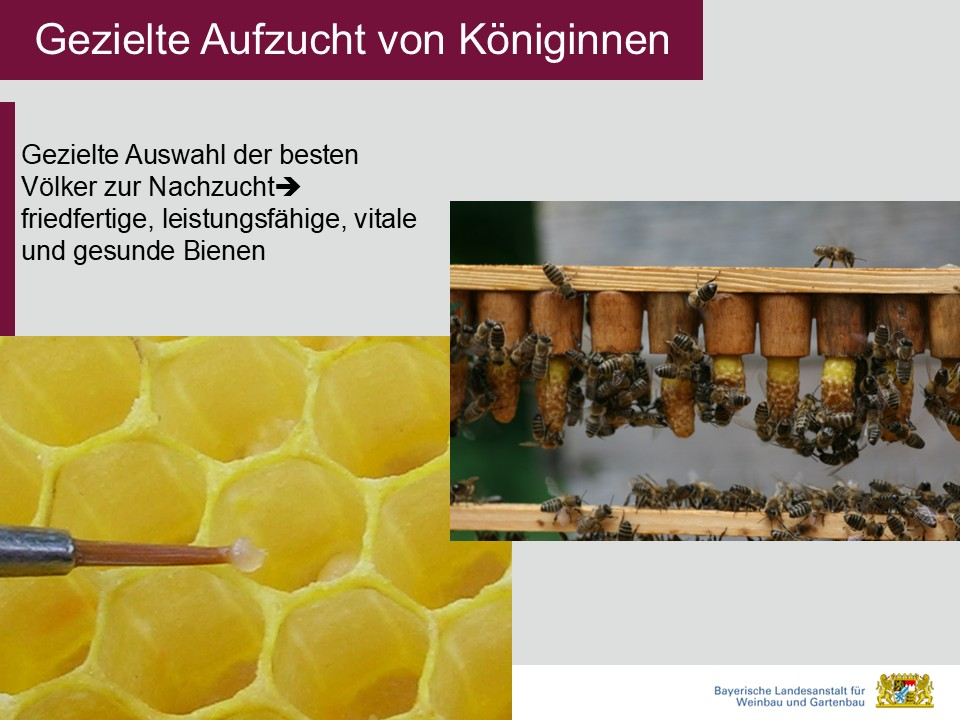 Gezielte Aufzucht von Königinnen
Gezielte Auswahl der besten
Völker zur Nachzucht➔
friedfertige, leistungsfähige, vitale
und gesunde Bienen
Bayerische Landesanstalt für
Weinbau und Gartenbau